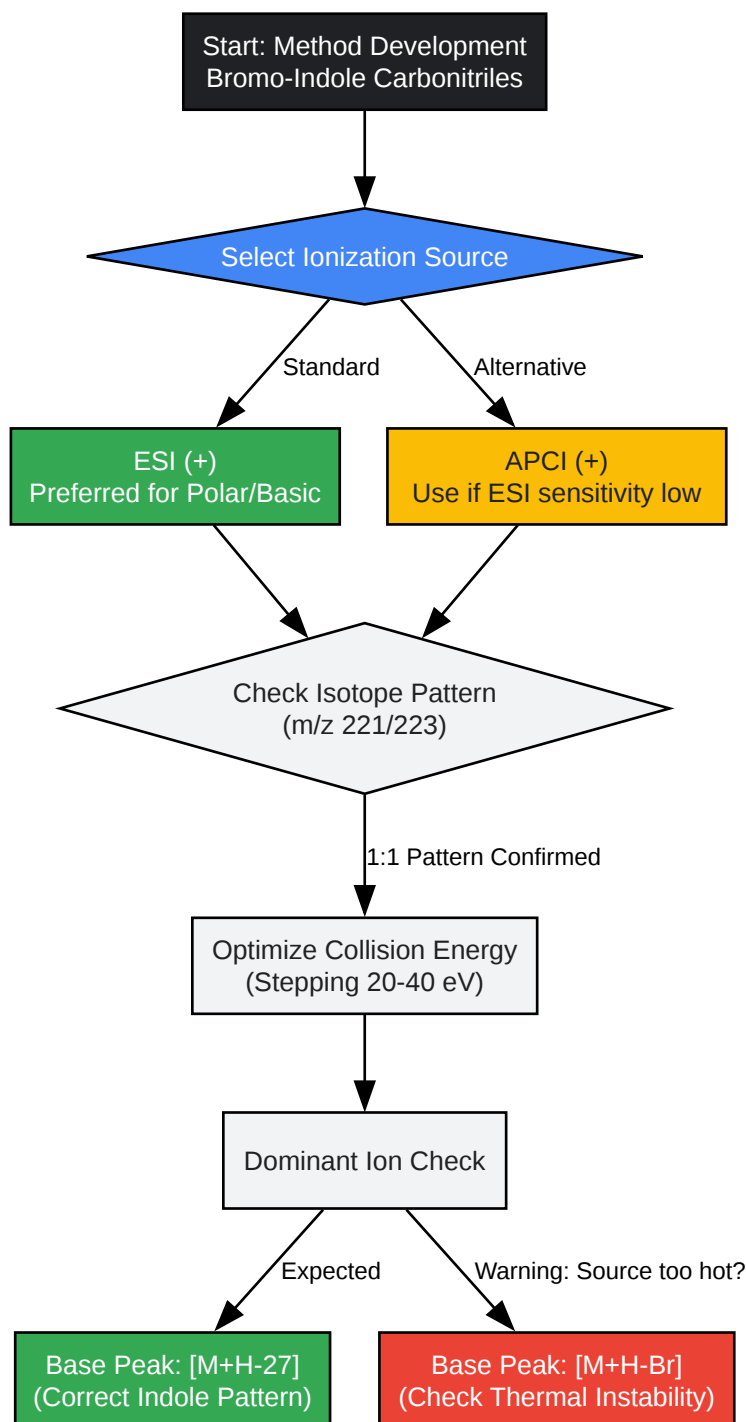 Start: Method Development
Bromo-Indole Carbonitriles
Select Ionization Source
Standard
Alternative
ESI (+)
Preferred for Polar/Basic
APCI (+)
Use if ESI sensitivity low
Check Isotope Pattern
(m/z 221/223)
1:1 Pattern Confirmed
Optimize Collision Energy
(Stepping 20-40 eV)
Dominant Ion Check
Expected
Warning: Source too hot?
Base Peak: [M+H-27]
(Correct Indole Pattern)
Base Peak: [M+H-Br]
(Check Thermal Instability)